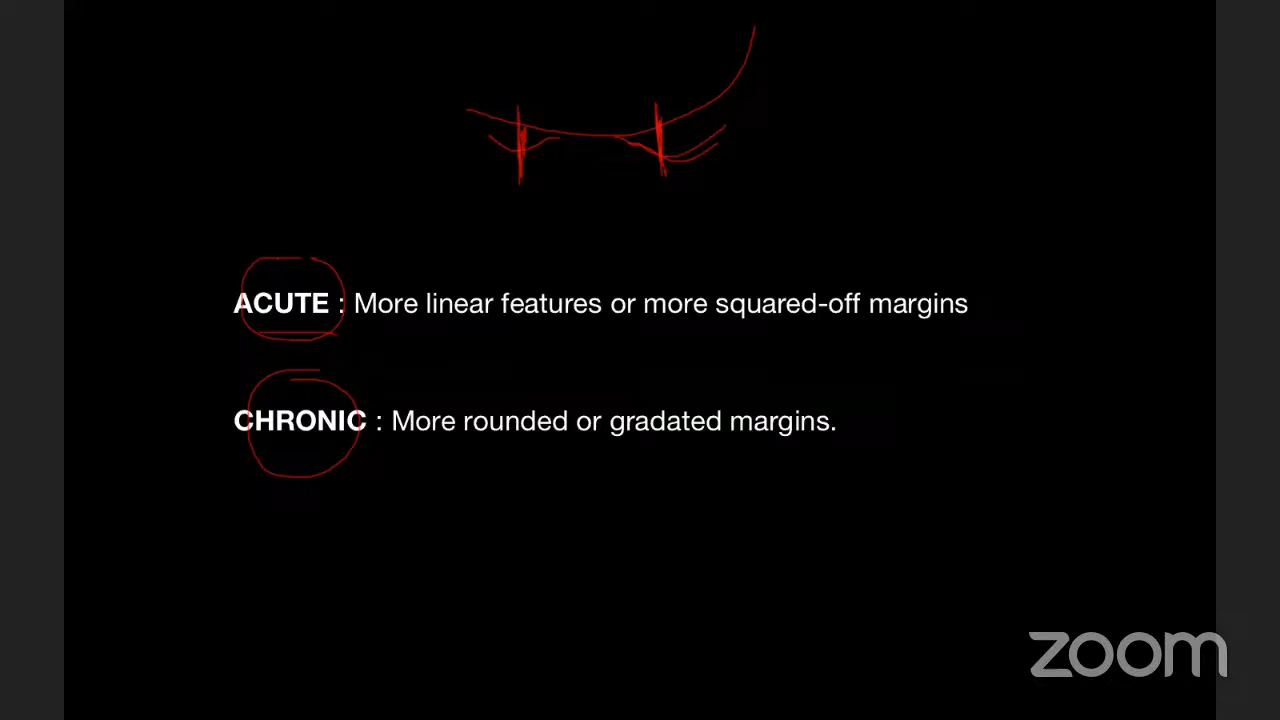 ACUTE : More linear features or more squared-off margins
CHRONIC : More rounded or gradated margins.
zoom